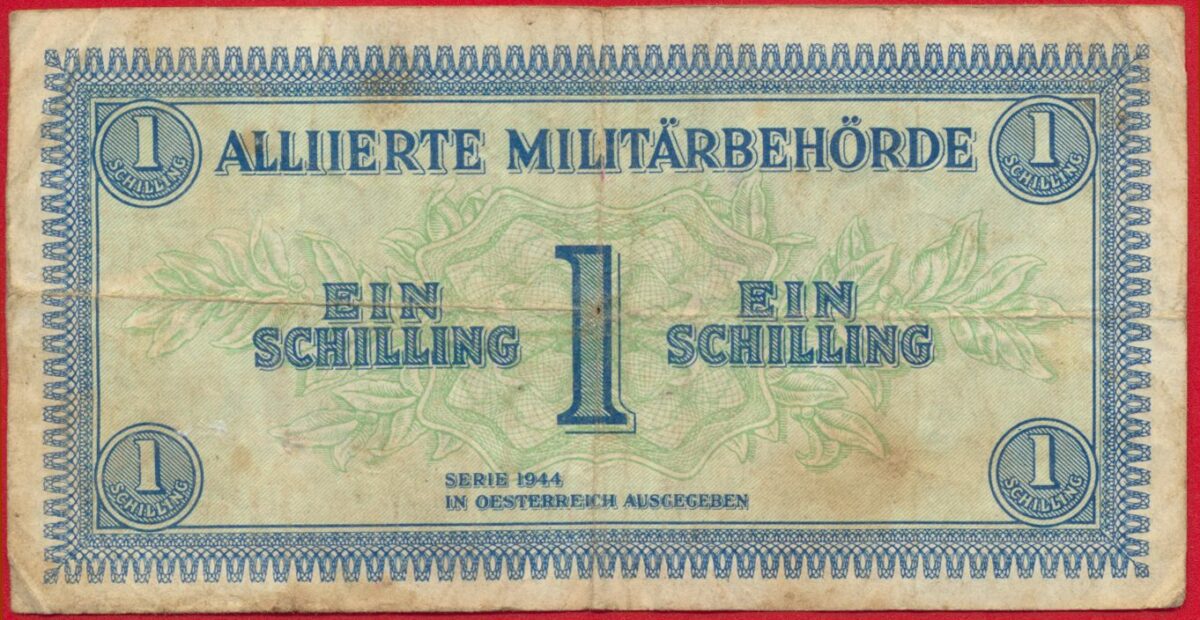 1 SCHILLING
ALLIIERTE MILITÄRBEHÖRDE
1 SCHILLING
EIN
SCHILLING
1
EIN
SCHILLING
SERIE 1944
IN OESTERREICH AUSGEGEBEN
1 SCHILLING
1 SCHILLING